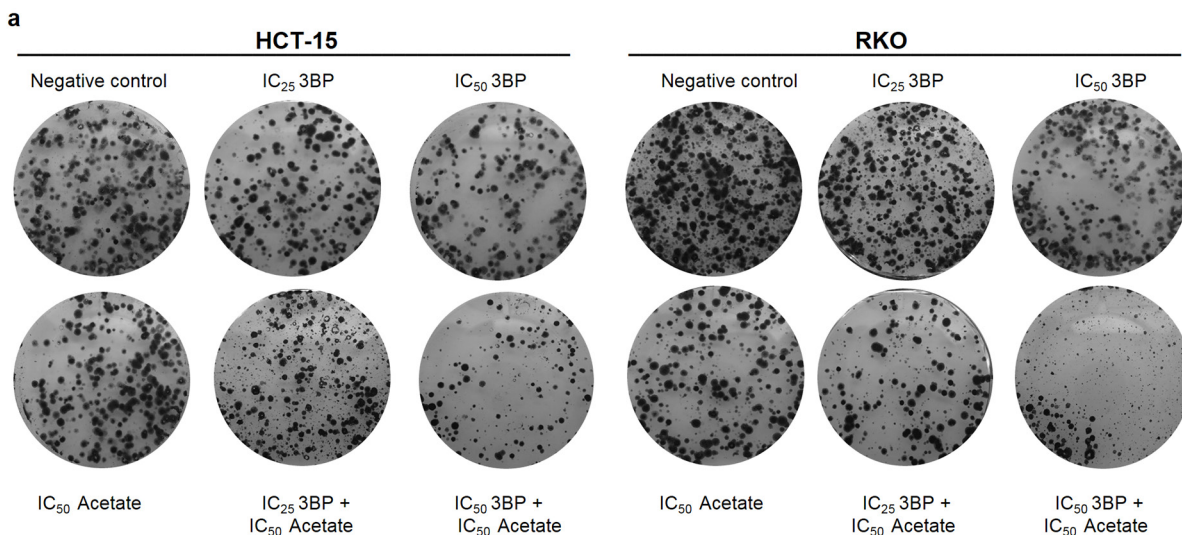 a
HCT-15
RKO
Negative control
IC25 3BP
IC50 3BP
Negative control
IC25 3BP
IC50 3BP
IC50 Acetate
IC25 3BP +
IC50 Acetate
IC50 3BP +
IC50 Acetate
IC50 Acetate
IC25 3BP +
IC50 Acetate
IC50 3BP +
IC50 Acetate